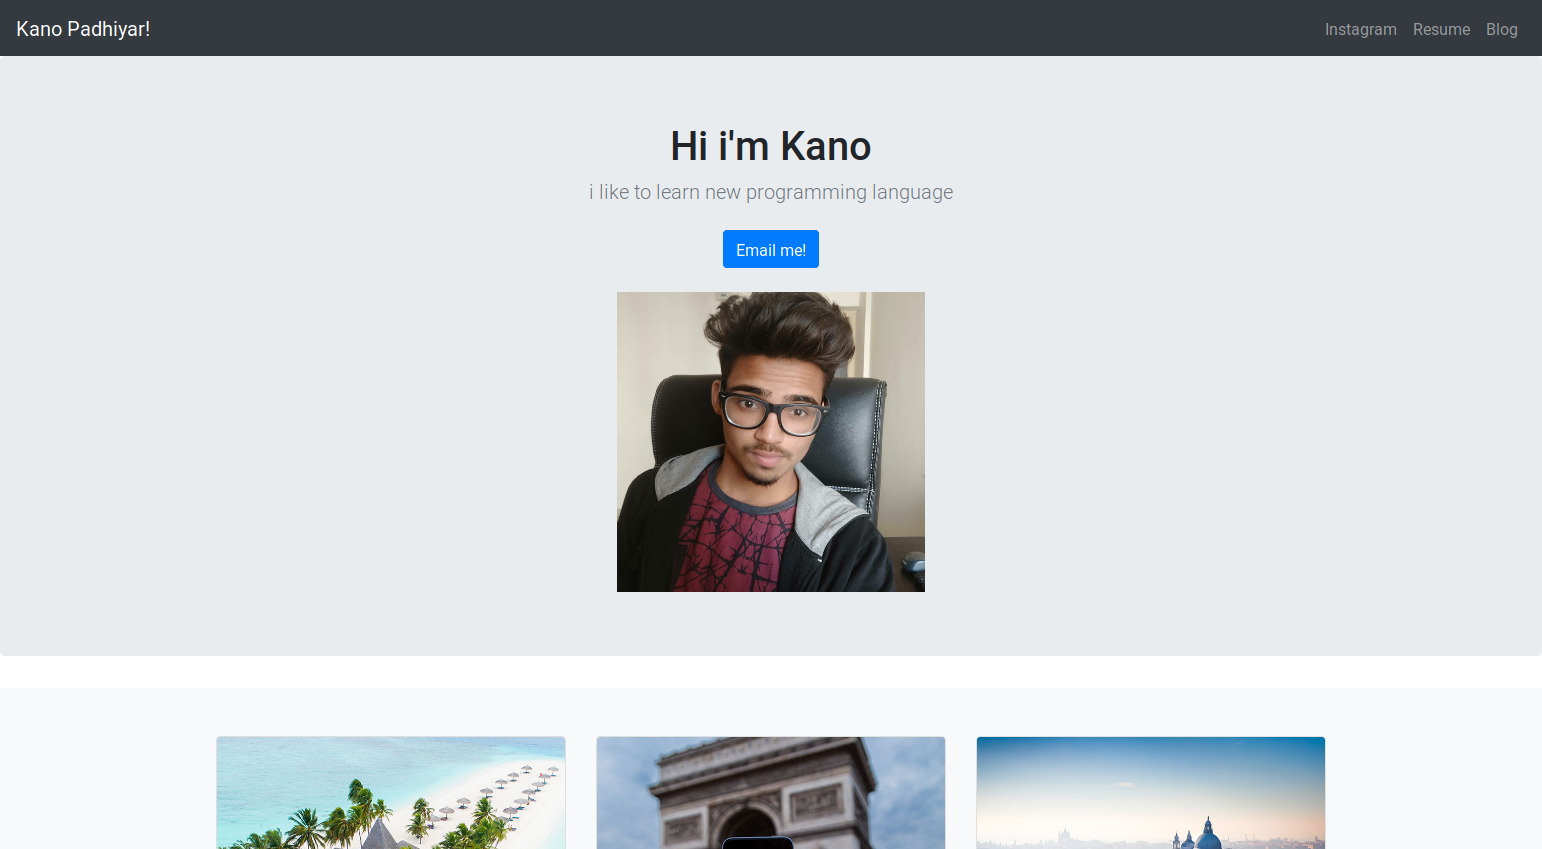 Kano Padhiyar!
Instagram Resume Blog
Hi i'm Kano
i like to learn new programming language
Email me!